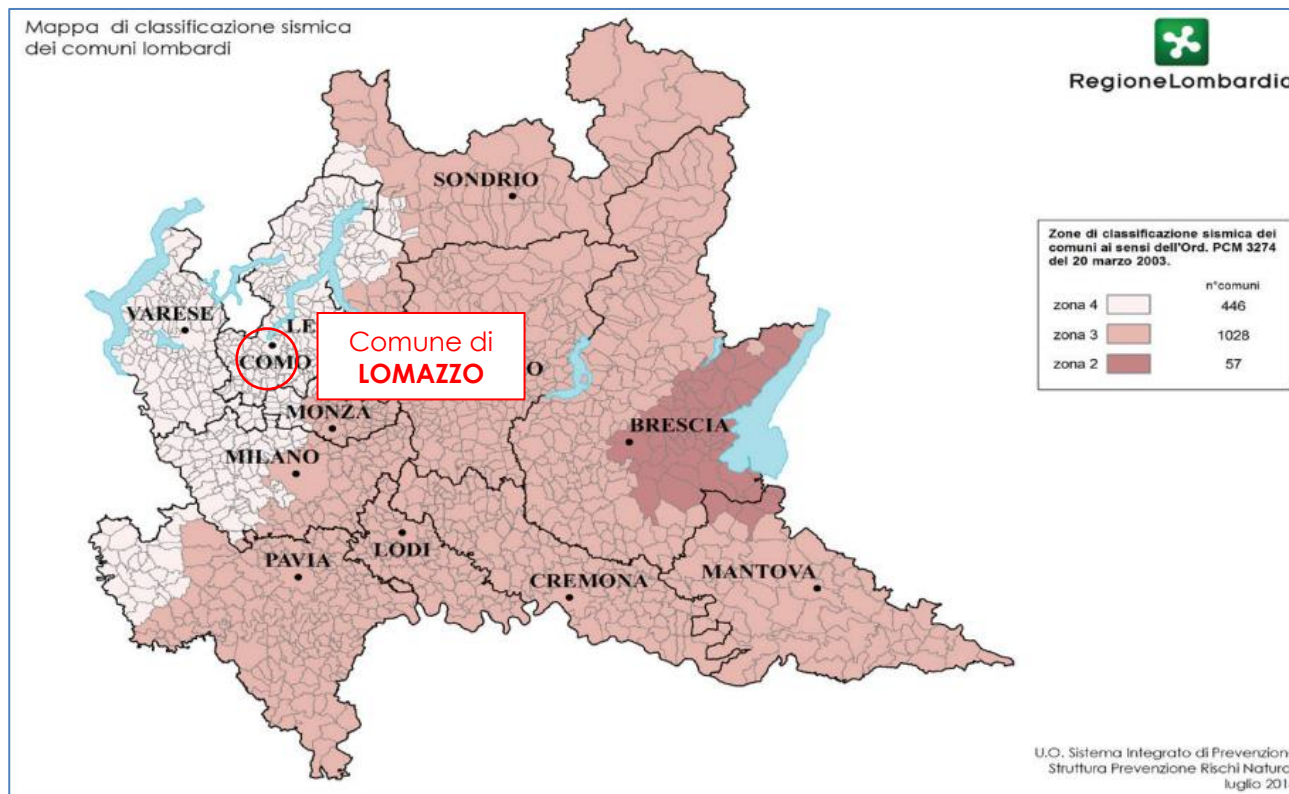 Mappa di classificazione sismica
dei comuni lombardi
RegioneLombardia
SONDRIO
Zone di classificazione sismica dei
comuni ai sensi dell'Ord. PCM 3274
del 20 marzo 2003.
n°comuni
zona 4 446
zona 3 1028
zona 2 57
VARESE
LE
COMO
Comune di
LOMAZZO
O
MONZA
BRESCIA
MILANO
PAVIA
LODI
CREMONA
MANTOVA
U.O. Sistema Integrato di Prevenzion
Struttura Prevenzione Rischi Natura
luglio 201